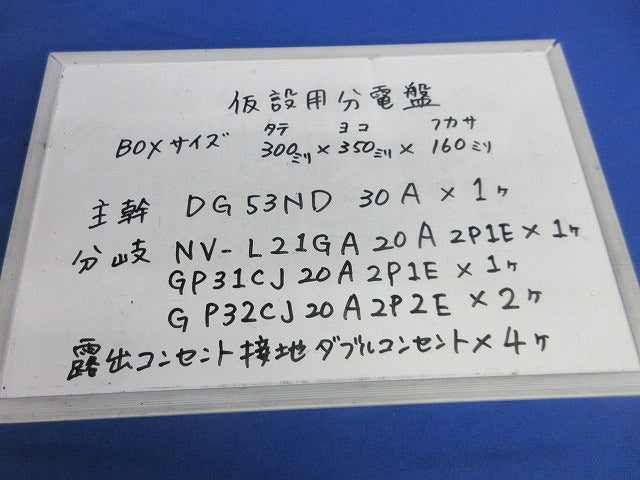 仮設用分電盤
タテ ヨコ フカサ
BOXサイズ 300ミリ×350ミリ×160ミリ
主幹 DG53ND 30A×1ヶ
分岐 NV-L21GA 20A 2P1E×1ヶ
GP31CJ 20A 2P1E×1ヶ
GP32CJ 20A 2P2E×2ヶ
露出コンセント接地ダブルコンセント×4ヶ